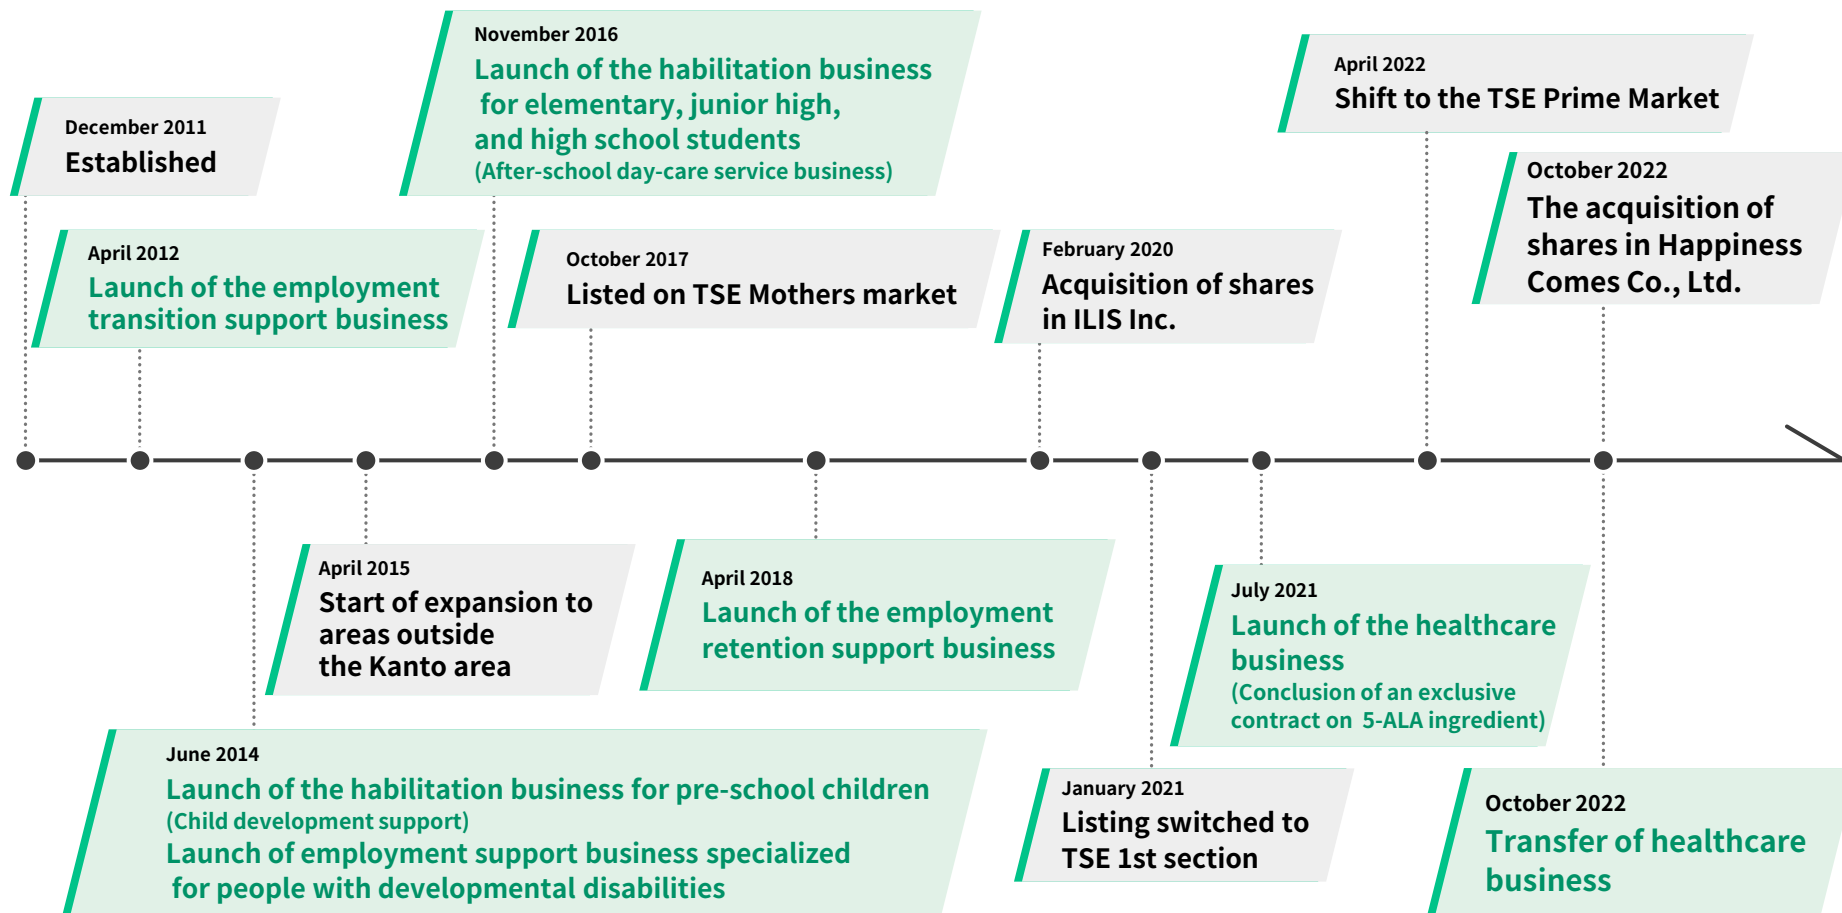 December 2011
Established
April 2012
Launch of the employment
transition support business
November 2016
Launch of the habilitation business
for elementary, junior high,
and high school students
(After-school day-care service business)
October 2017
Listed on TSE Mothers market
February 2020
Acquisition of shares
in ILIS Inc.
April 2022
Shift to the TSE Prime Market
October 2022
The acquisition of
shares in Happiness
Comes Co., Ltd.
June 2014
Launch of the habilitation business for pre-school children
(Child development support)
Launch of employment support business specialized
for people with developmental disabilities
April 2015
Start of expansion to
areas outside
the Kanto area
April 2018
Launch of the employment
retention support business
January 2021
Listing switched to
TSE 1st section
July 2021
Launch of the healthcare
business
(Conclusion of an exclusive
contract on 5-ALA ingredient)
October 2022
Transfer of healthcare
business